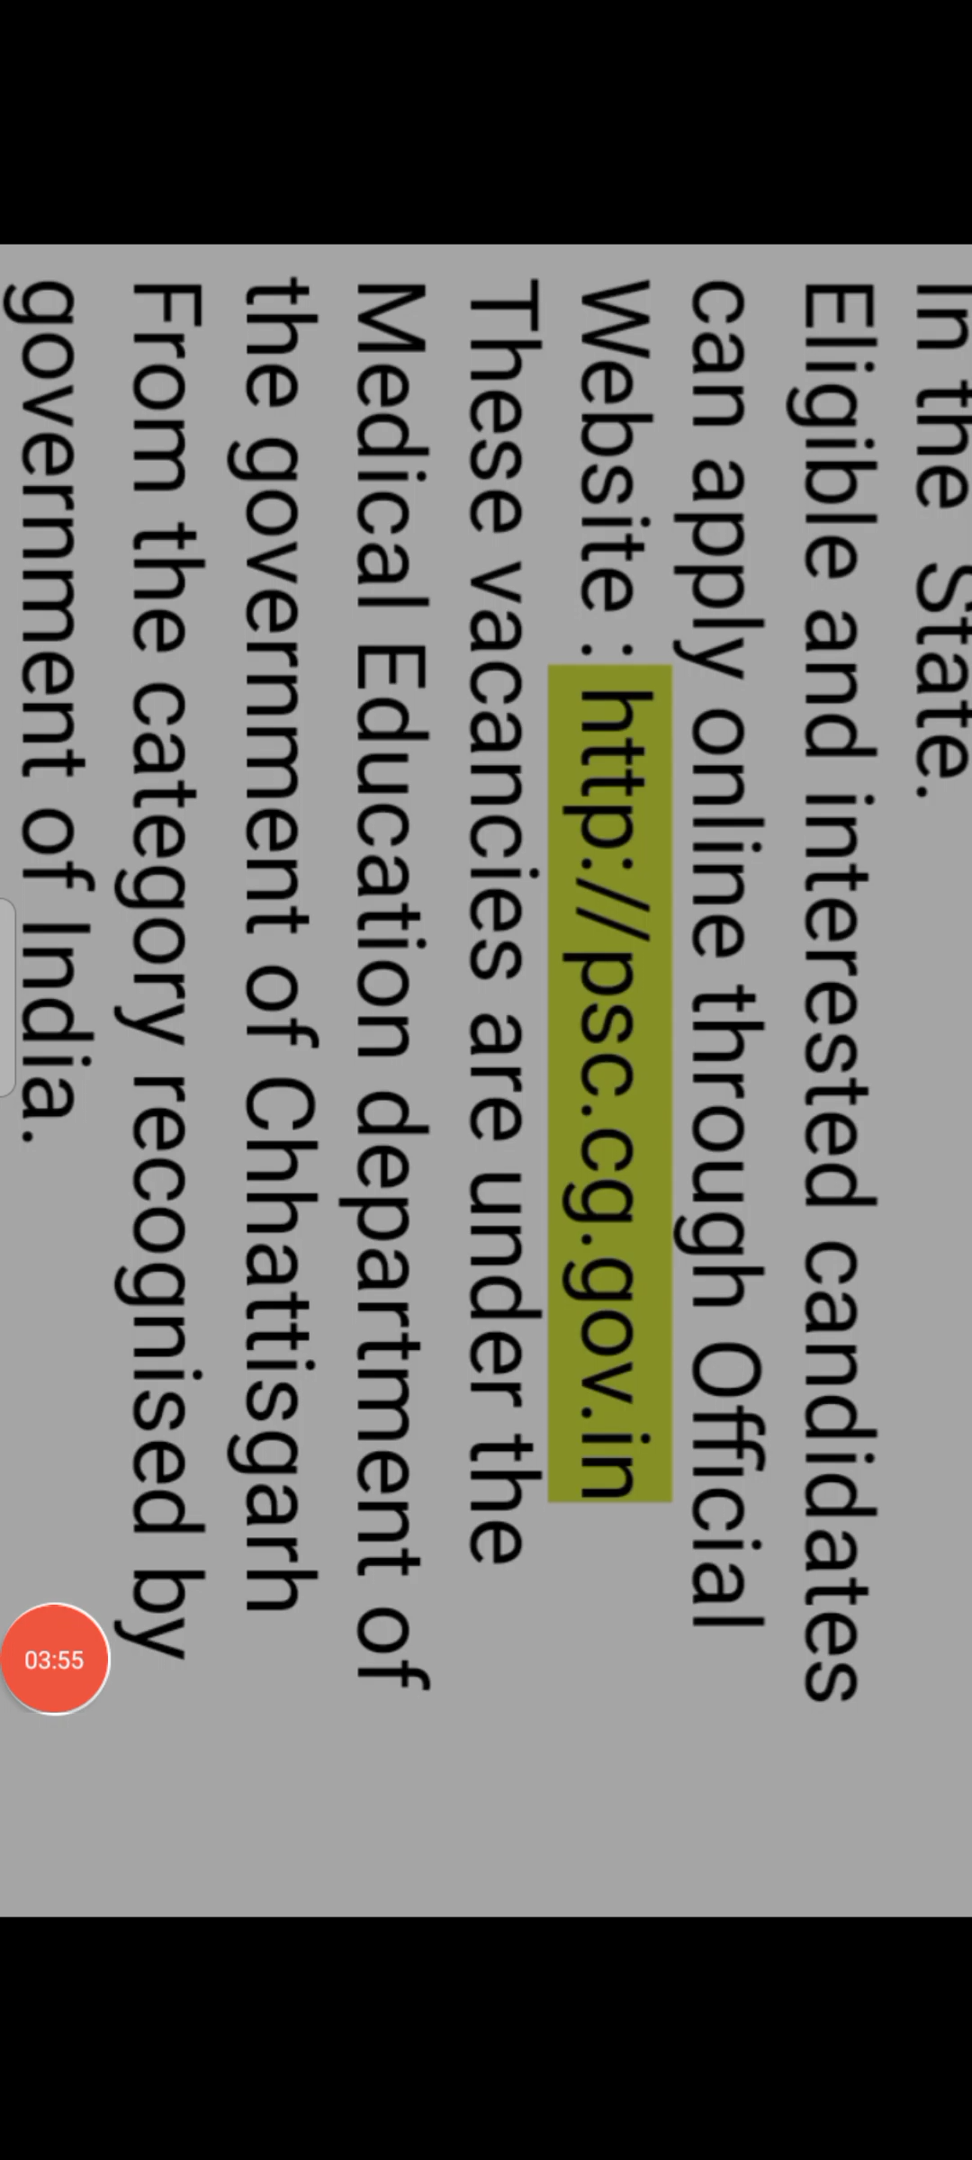 In the State.
Eligible and interested candidates
can apply online through Official
Website : http://psc.cg.gov.in
These vacancies are under the
Medical Education department of
the government of Chhattisgarh
From the category recognised by
government of India.
03:55